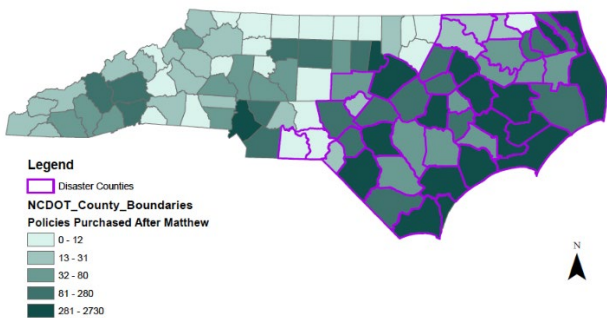 Legend
Disaster Counties
NCDOT_County_Boundaries
Policies Purchased After Matthew
0 - 12
13 - 31
32 - 80
81 - 280
281 - 2730
N